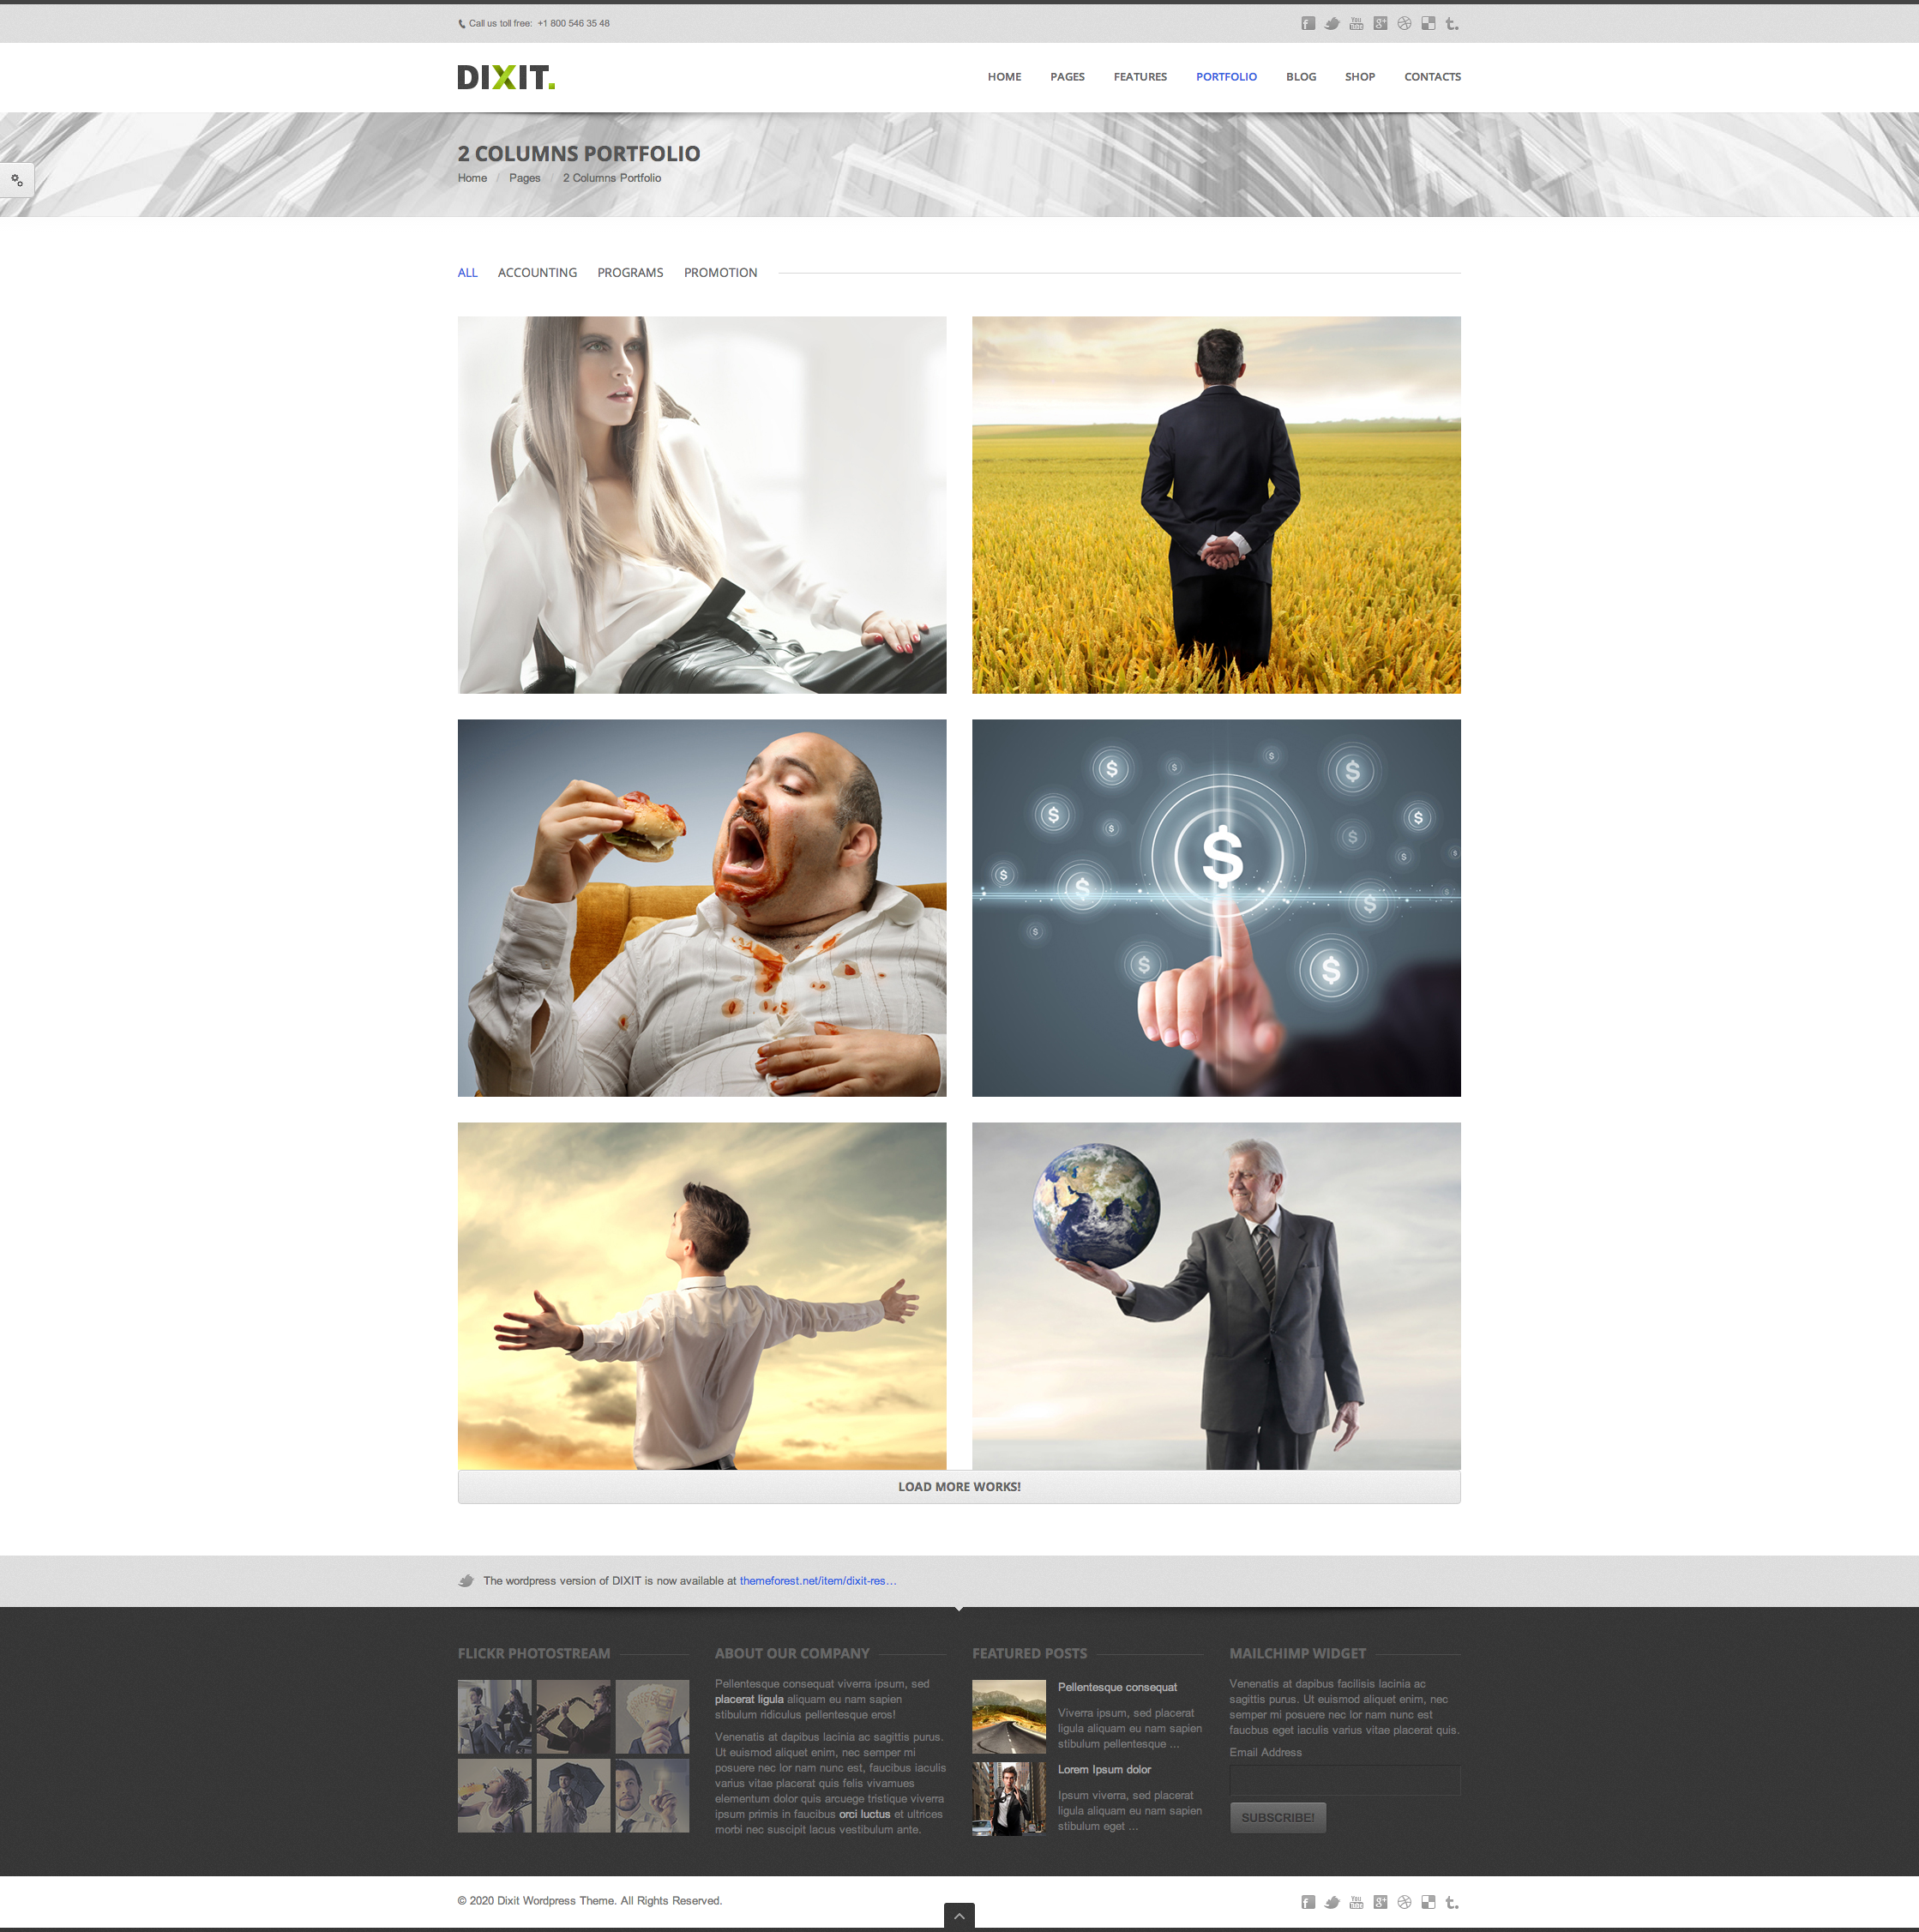 Call us toll free: +1 800 546 35 48
DIXIT.
HOME PAGES FEATURES PORTFOLIO BLOG SHOP CONTACTS
2 COLUMNS PORTFOLIO
Home / Pages / 2 Columns Portfolio
ALL ACCOUNTING PROGRAMS PROMOTION
LOAD MORE WORKS!
The wordpress version of DIXIT is now available at themeforest.net/item/dixit-res…
FLICKR PHOTOSTREAM
ABOUT OUR COMPANY
Pellentesque consequat viverra ipsum, sed
placerat ligula aliquam eu nam sapien
stibulum ridiculus pellentesque eros!
Venenatis at dapibus lacinia ac sagittis purus.
Ut euismod aliquet enim, nec semper mi
posuere nec lor nam nunc est, faucibus iaculis
varius vitae placerat quis felis vivamues
elementum dolor quis arcuege tristique viverra
ipsum primis in faucibus orci luctus et ultrices
morbi nec suscipit lacus vestibulum ante.
FEATURED POSTS
Pellentesque consequat
Viverra ipsum, sed placerat
ligula aliquam eu nam sapien
stibulum pellentesque ...
Lorem Ipsum dolor
Ipsum viverra, sed placerat
ligula aliquam eu nam sapien
stibulum eget ...
MAILCHIMP WIDGET
Venenatis at dapibus facilisis lacinia ac
sagittis purus. Ut euismod aliquet enim, nec
semper mi posuere nec lor nam nunc est
faucbus eget iaculis varius vitae placerat quis.
Email Address
SUBSCRIBE!
© 2020 Dixit Wordpress Theme. All Rights Reserved.